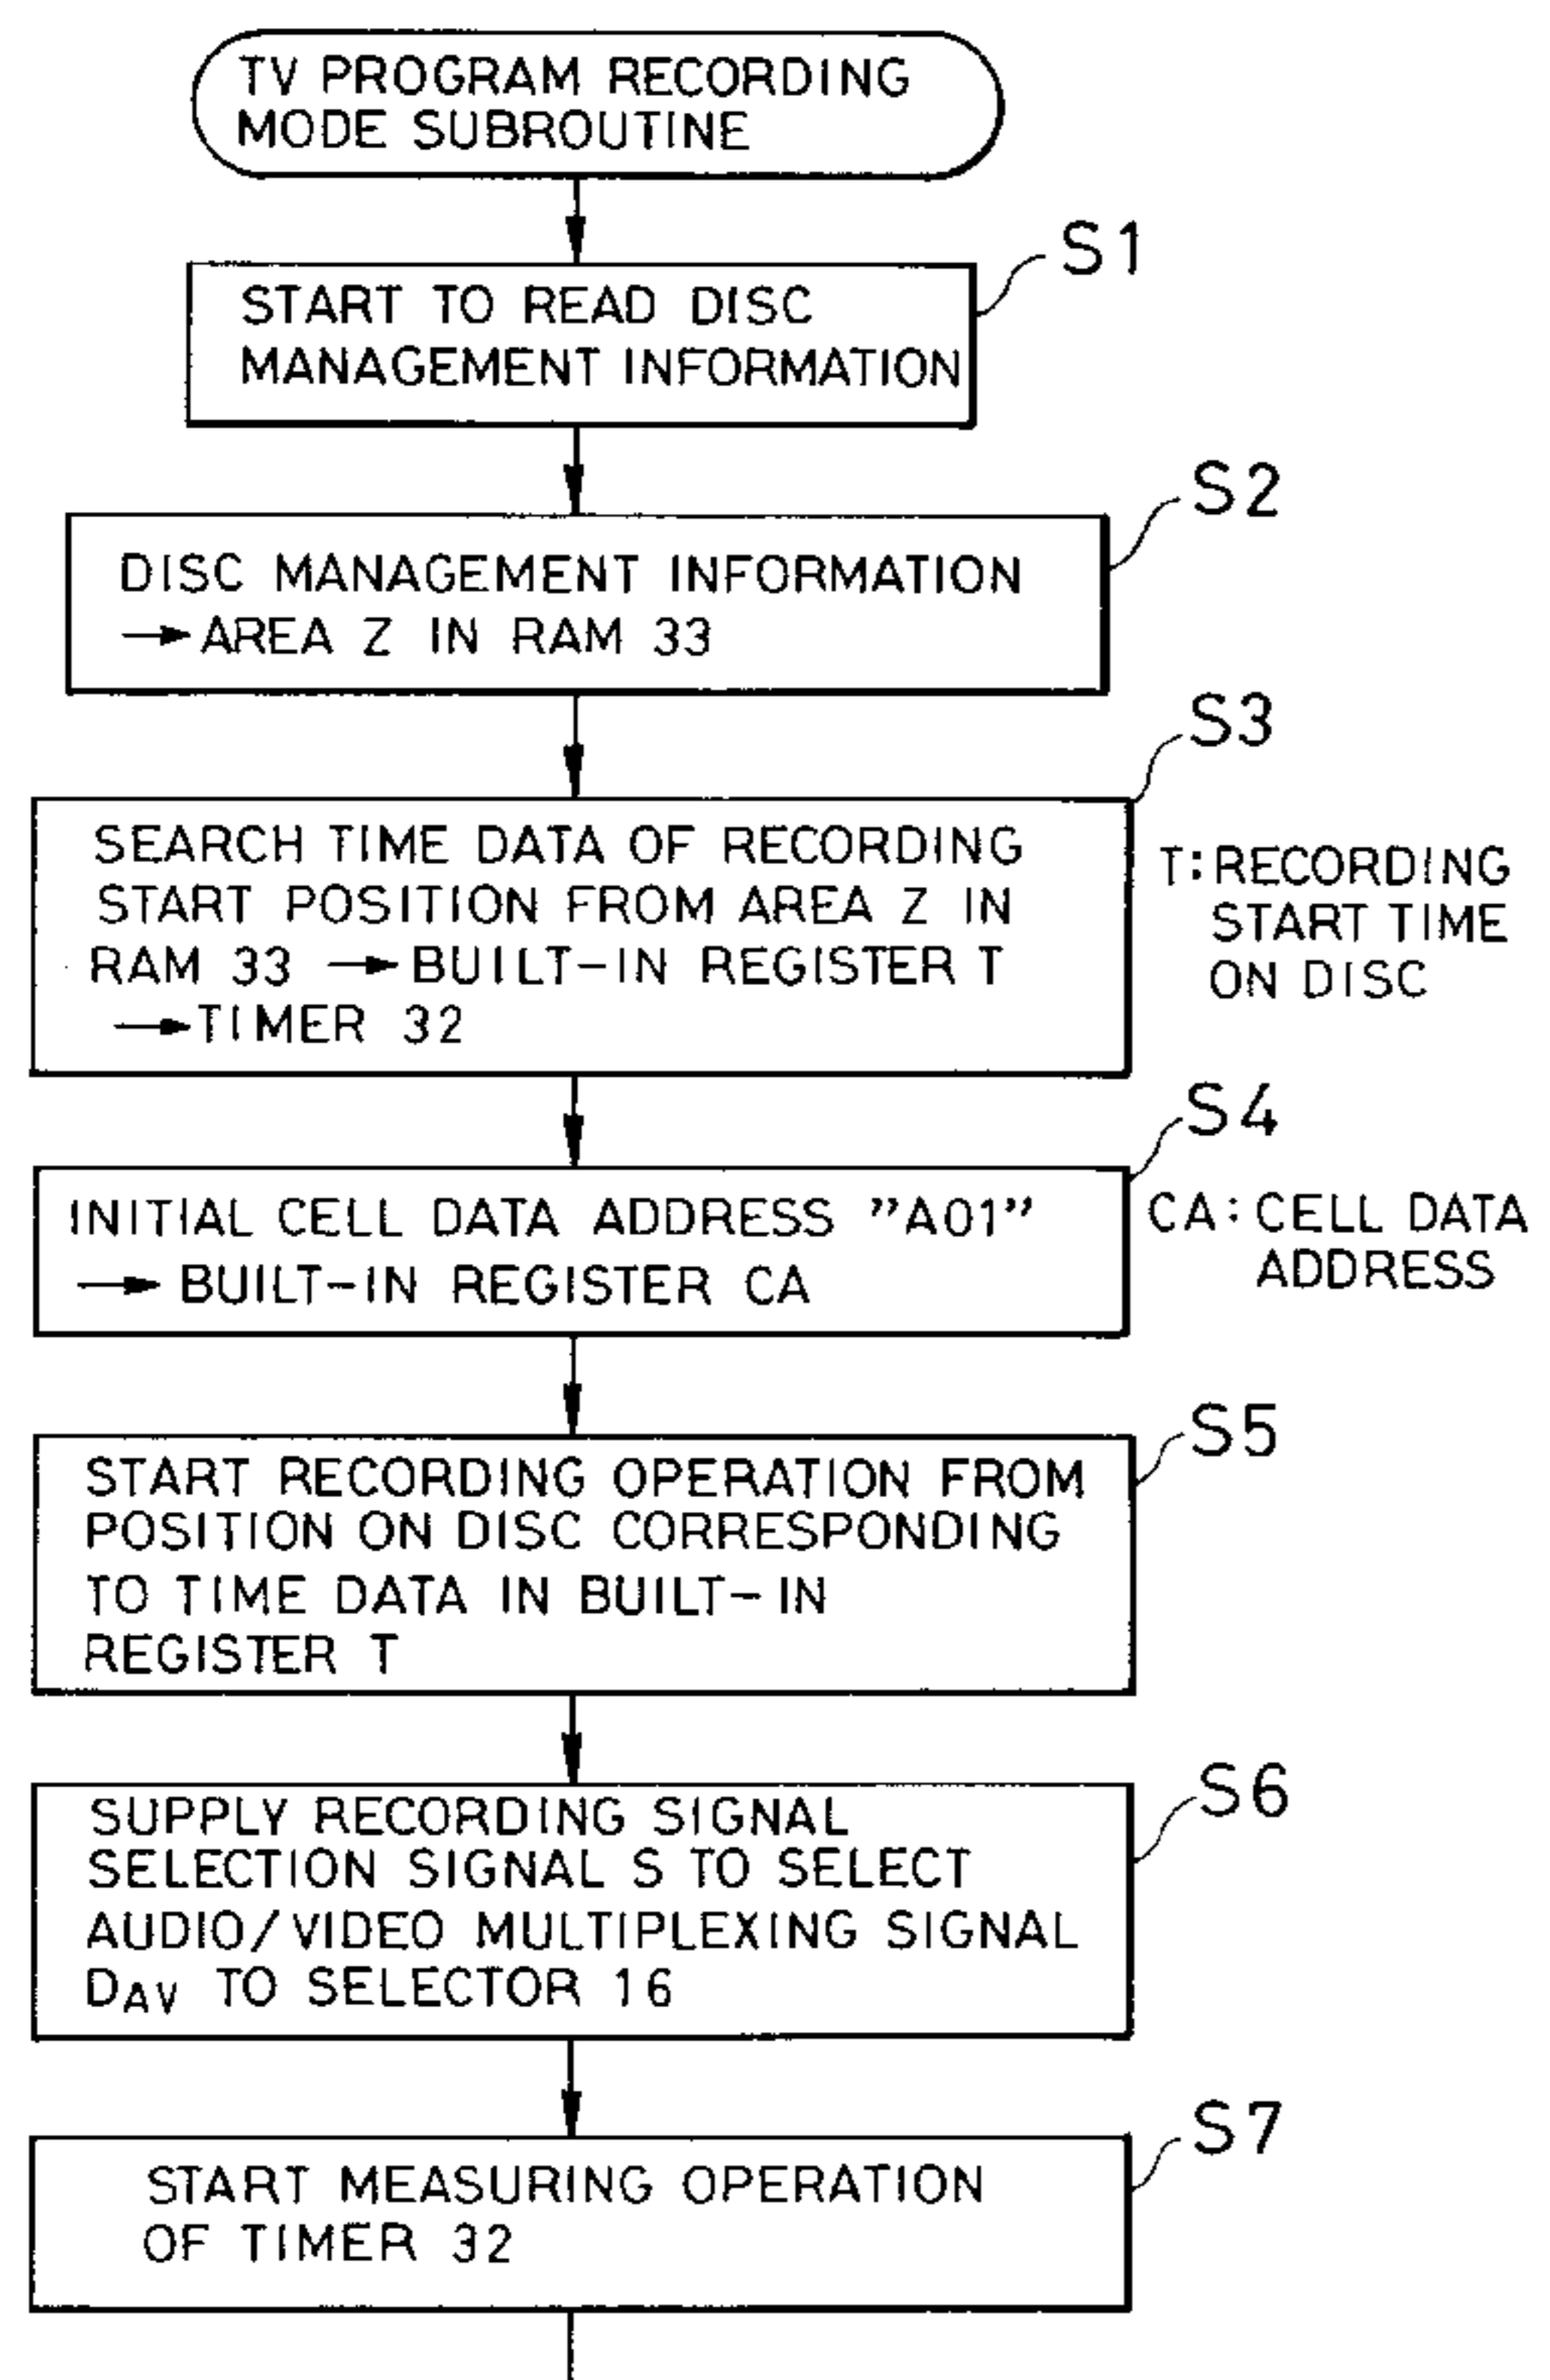 TV PROGRAM RECORDING
MODE SUBROUTINE
S1
START TO READ DISC
MANAGEMENT INFORMATION
S2
DISC MANAGEMENT INFORMATION
→AREA Z IN RAM 33
S3
SEARCH TIME DATA OF RECORDING
START POSITION FROM AREA Z IN
RAM 33 →BUILT-IN REGISTER T
→TIMER 32
T:RECORDING
START TIME
ON DISC
S4
INITIAL CELL DATA ADDRESS ”A01”
→ BUILT-IN REGISTER CA
CA:CELL DATA
ADDRESS
S5
START RECORDING OPERATION FROM
POSITION ON DISC CORRESPONDING
TO TIME DATA IN BUILT-IN
REGISTER T
S6
SUPPLY RECORDING SIGNAL
SELECTION SIGNAL S TO SELECT
AUDIO/VIDEO MULTIPLEXING SIGNAL
DAV TO SELECTOR 16
S7
START MEASURING OPERATION
OF TIMER 32